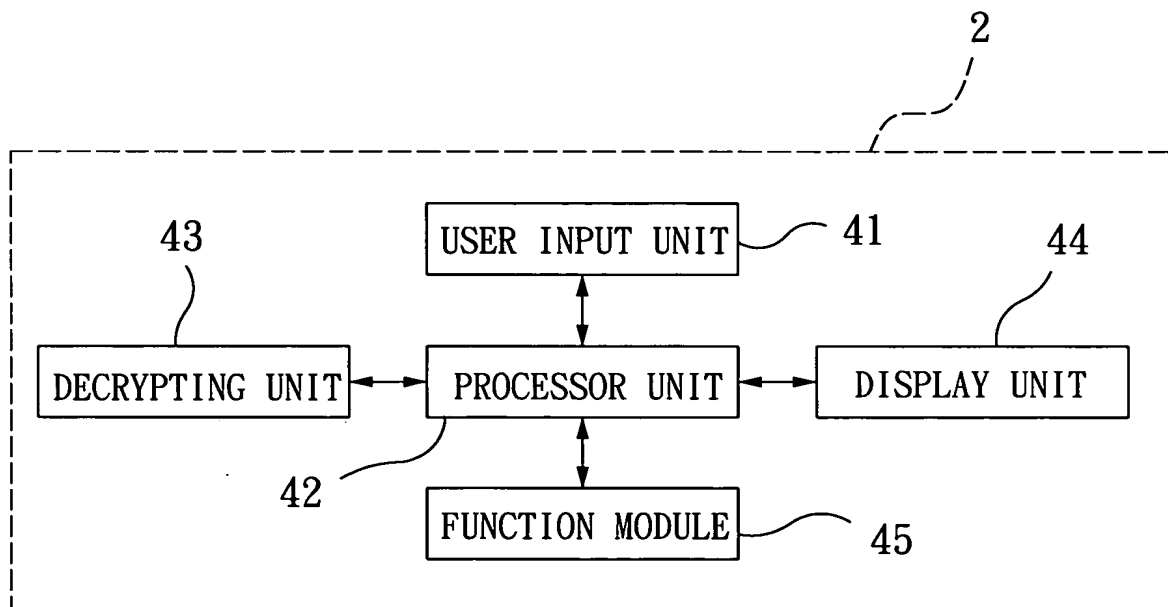 2
USER INPUT UNIT
41
43
44
DECRYPTING UNIT
PROCESSOR UNIT
DISPLAY UNIT
42
FUNCTION MODULE
45